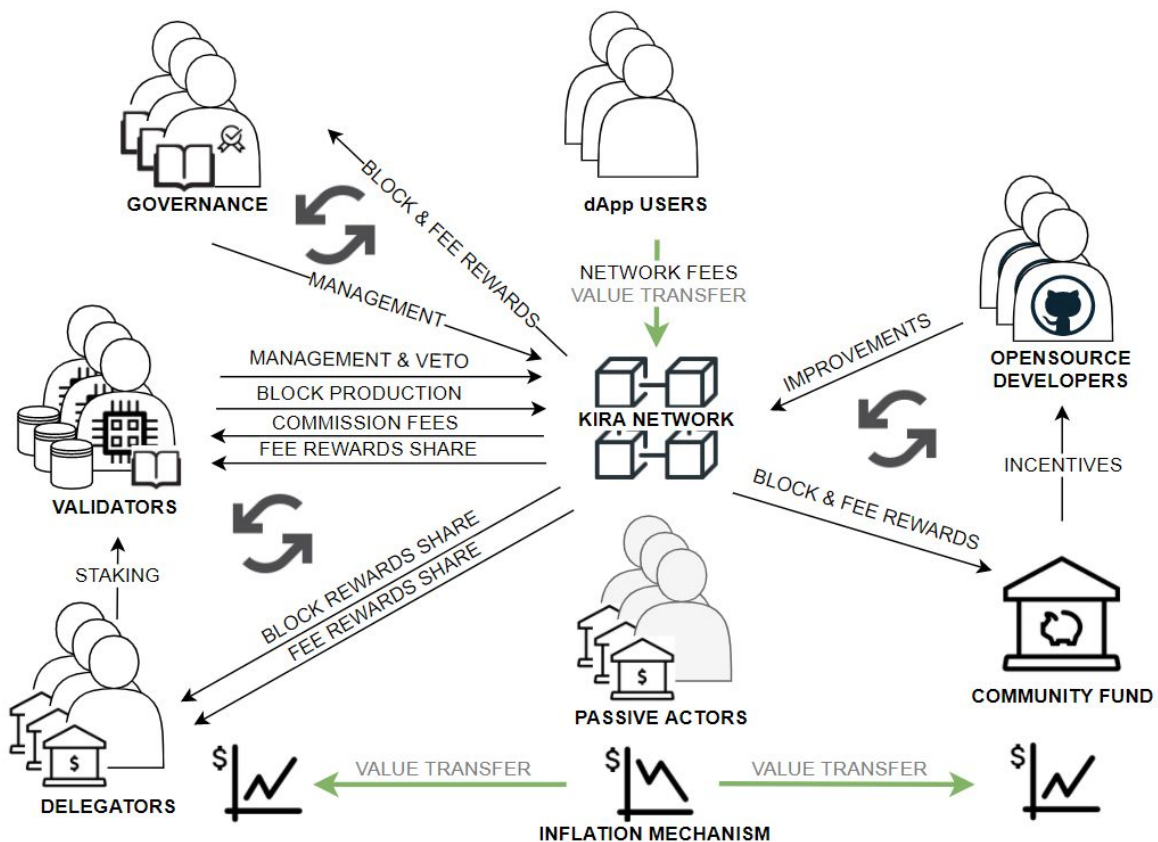 GOVERNANCE
BLOCK & FEE REWARDS
MANAGEMENT
dApp USERS
NETWORK FEES
VALUE TRANSFER
IMPROVEMENTS
OPENSOURCE
DEVELOPERS
MANAGEMENT & VETO
BLOCK PRODUCTION
COMMISSION FEES
FEE REWARDS SHARE
KIRA NETWORK
VALIDATORS
INCENTIVES
BLOCK & FEE REWARDS
STAKING
BLOCK REWARDS SHARE
FEE REWARDS SHARE
$
PASSIVE ACTORS
COMMUNITY FUND
$
DELEGATORS
$
VALUE TRANSFER
$
INFLATION MECHANISM
VALUE TRANSFER
$